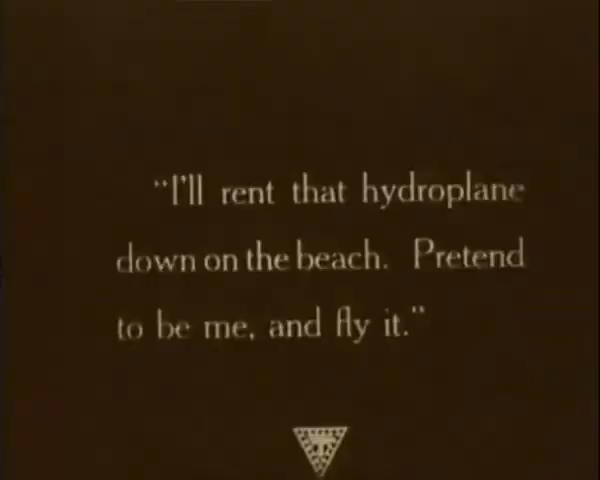 "I'll rent that hydroplane
down on the beach. Pretend
to be me, and fly it."